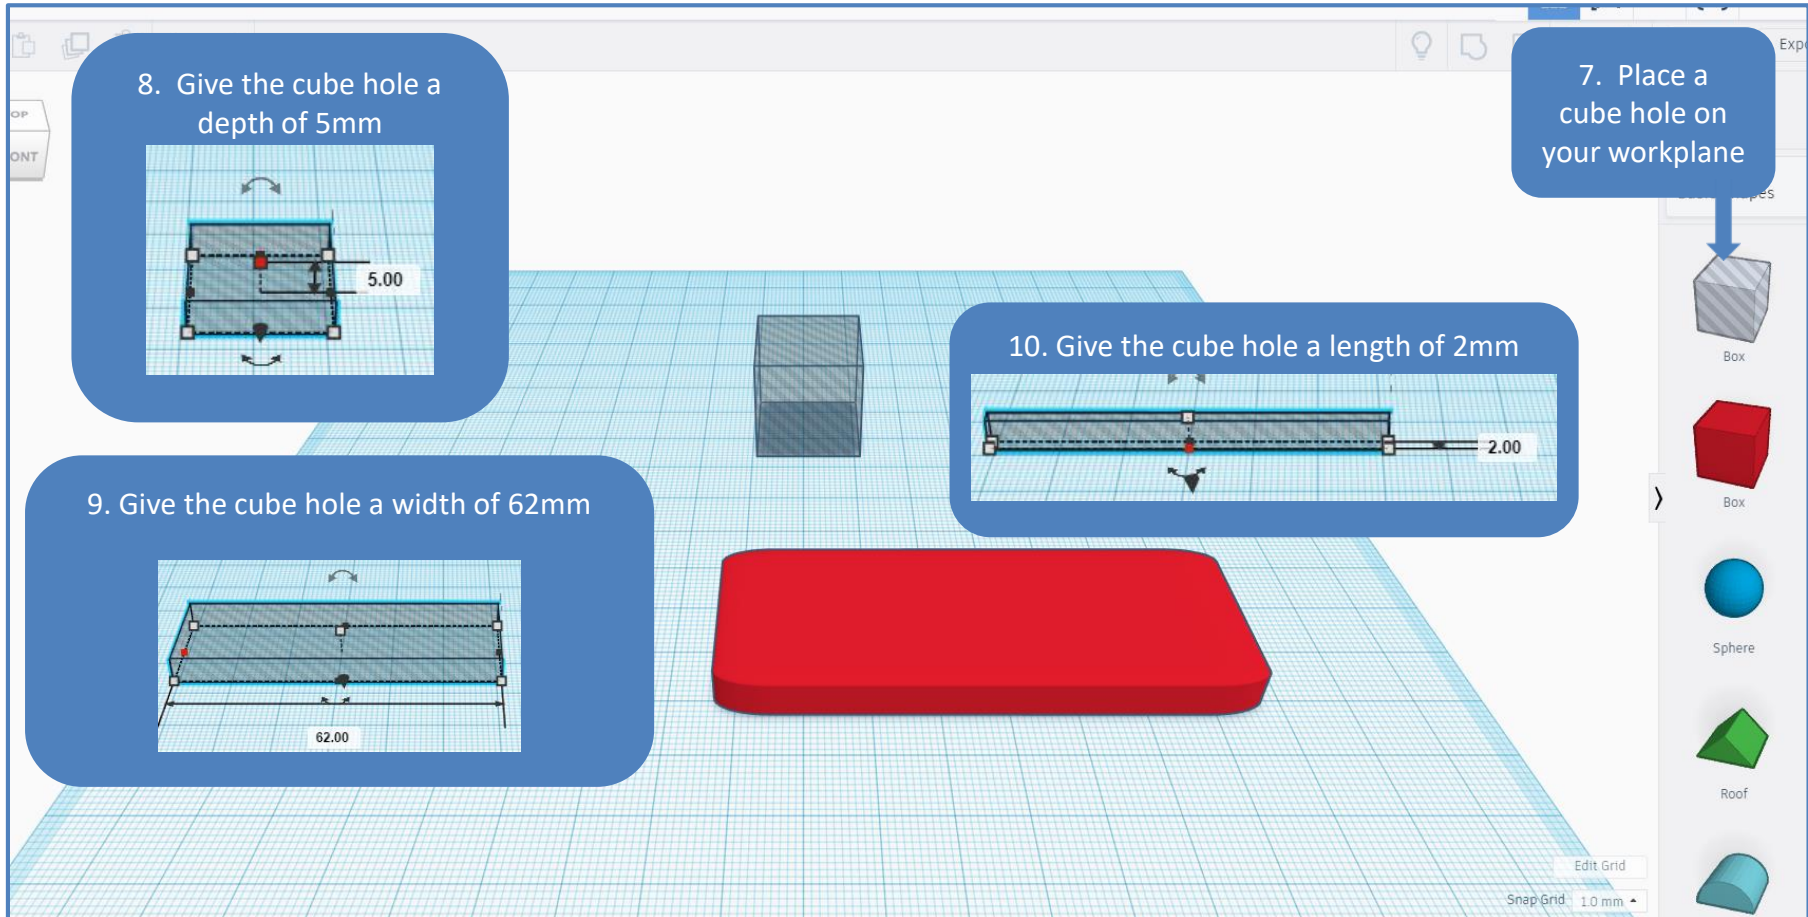 8. Give the cube hole a
depth of 5mm
5.00
7. Place a
cube hole on
your workplane
10. Give the cube hole a length of 2mm
2.00
9. Give the cube hole a width of 62mm
62.00
Box
Box
Sphere
Roof
Edit Grid
Snap Grid 1.0 mm